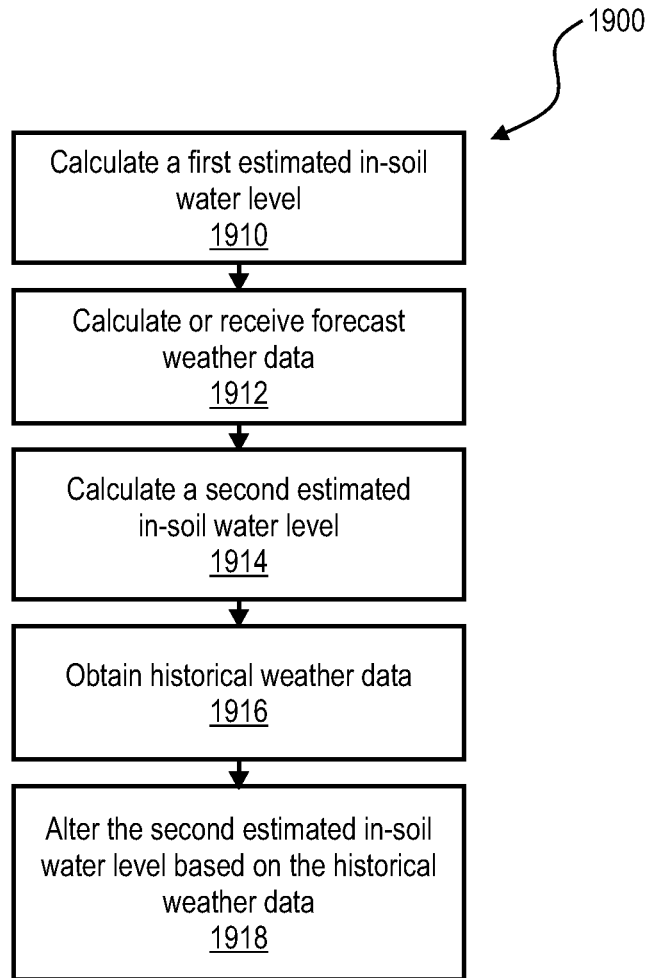 1900
Calculate a first estimated in-soil
water level
1910
Calculate or receive forecast
weather data
1912
Calculate a second estimated
in-soil water level
1914
Obtain historical weather data
1916
Alter the second estimated in-soil
water level based on the historical
weather data
1918